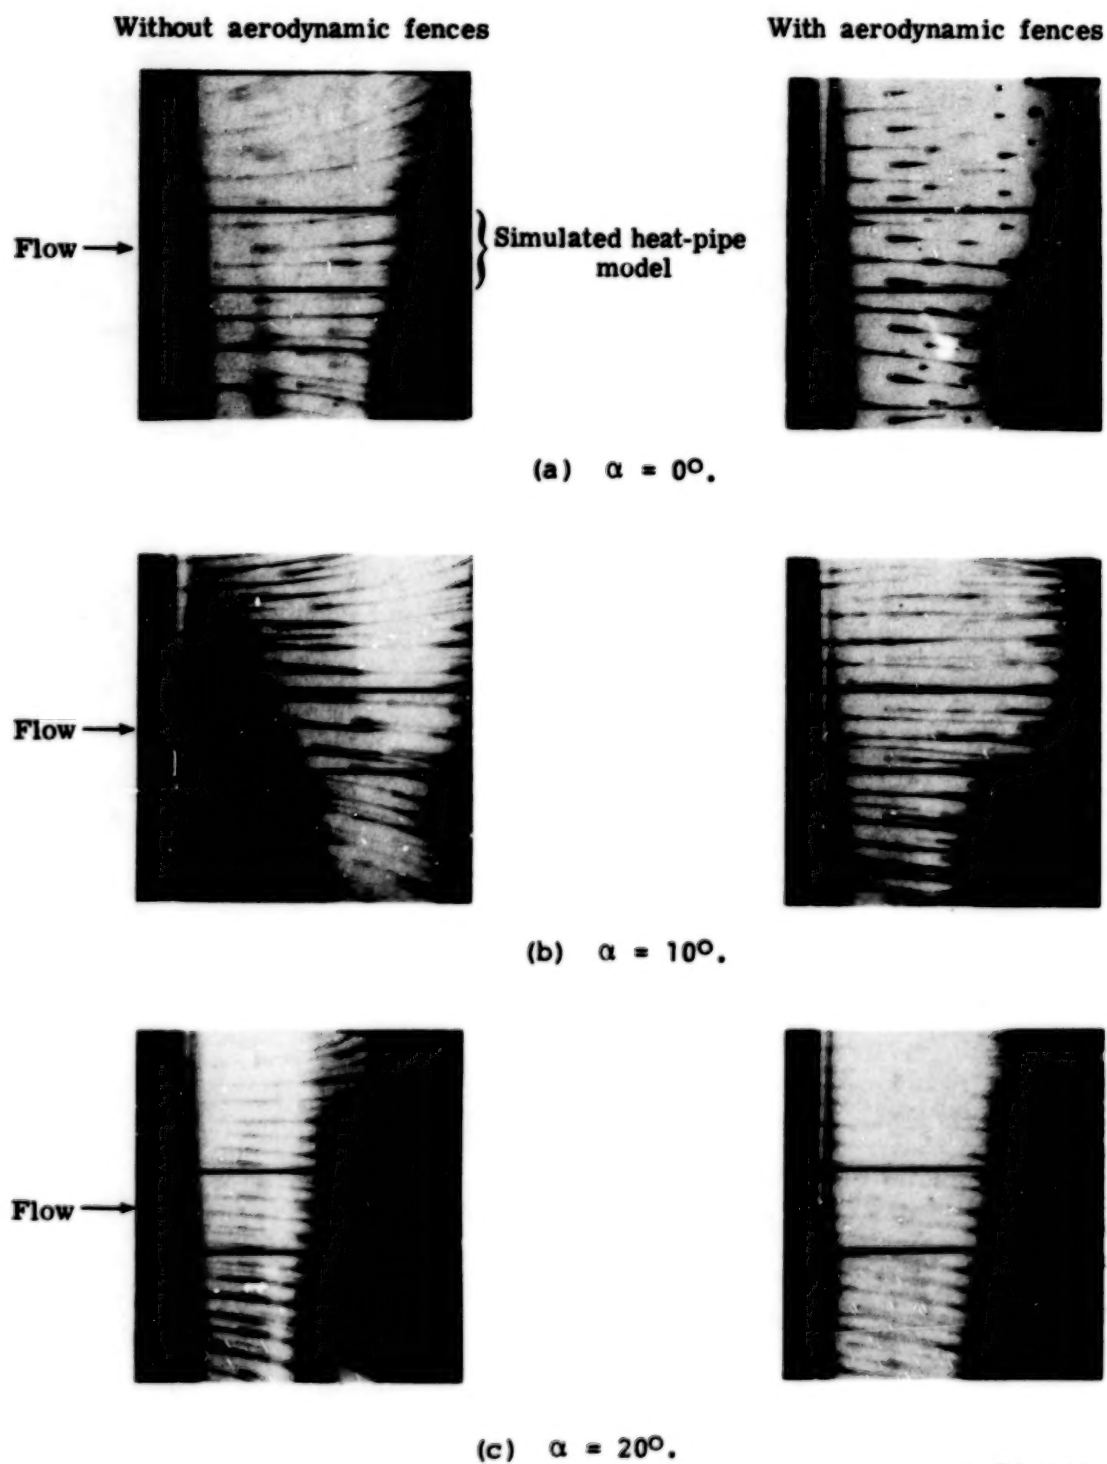 Without aerodynamic fences
With aerodynamic fences
Flow
Simulated heat-pipe
model
(a) α = 0°.
Flow
(b) α = 10°.
Flow
(c) α = 20°.